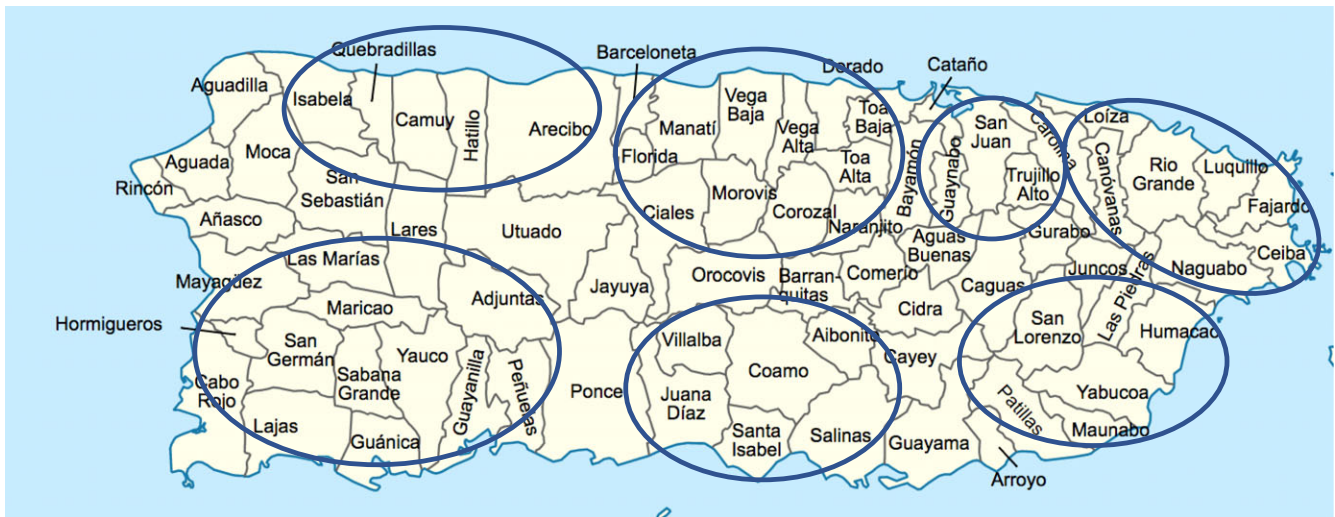 Quebradillas
Barceloneta
Dorado
Cataño
Aguadilla
Isabela
Camuy
Hatillo
Arecibo
Manatí
Vega
Baja
Vega
Alta
Toa
Baja
Toa
Alta
San
Juan
Carolina
Loíza
Canóvanas
Rio
Grande
Luquillo
Fajardo
Ceiba
Aguada
Moca
Rincón
San
Sebastián
Florida
Ciales
Morovis
Corozal
Naranjito
Bayamón
Guaynabo
Trujillo
Alto
Añasco
Lares
Utuado
Aguas
Buenas
Gurabo
Juncos
Naguabo
Las Marías
Mayagüez
Adjuntas
Jayuya
Orocovis
Barran-
quitas
Comerio
Cidra
Caguas
Las Piedras
Hormigueros
Maricao
San
Germán
Sabana
Grande
Yauco
Guayanilla
Peñuelas
Ponce
Villalba
Coamo
Aibonito
Cayey
San
Lorenzo
Humacao
Cabo
Rojo
Lajas
Guánica
Juana
Díaz
Santa
Isabel
Salinas
Guayama
Patillas
Yabucoa
Maunabo
Arroyo